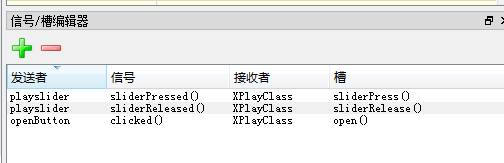 信号/槽编辑器
发送者 信号 接收者 槽
playslider sliderPressed() XPlayClass sliderPress()
playslider sliderReleased() XPlayClass sliderRelease()
openButton clicked() XPlayClass open()